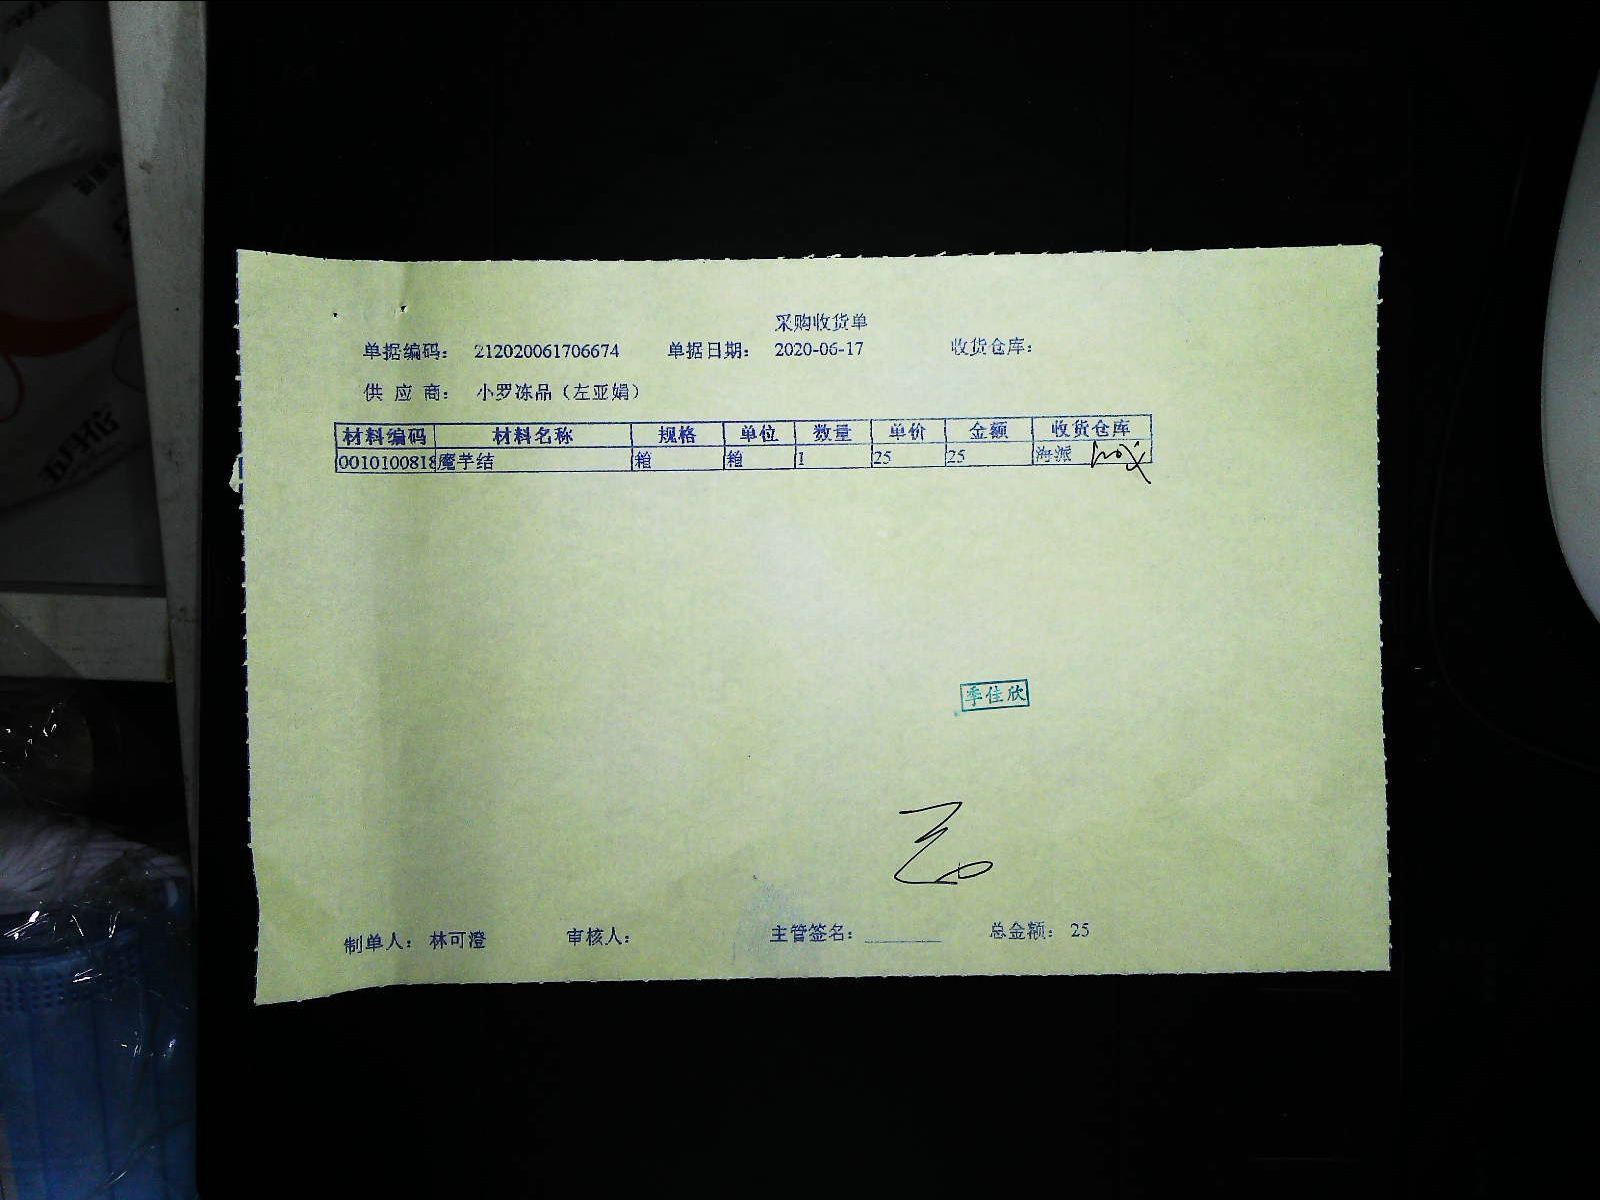 采购收货单
单据编码： 212020061706674 单据日期： 2020-06-17 收货仓库：
供 应 商： 小罗冻品（左亚娟）
材料编码 材料名称 规格 单位 数量 单价 金额 收货仓库
0010100818 魔芋结 箱 箱 1 25 25 海派
季佳欣
制单人： 林可澄 审核人： 主管签名： 总金额： 25